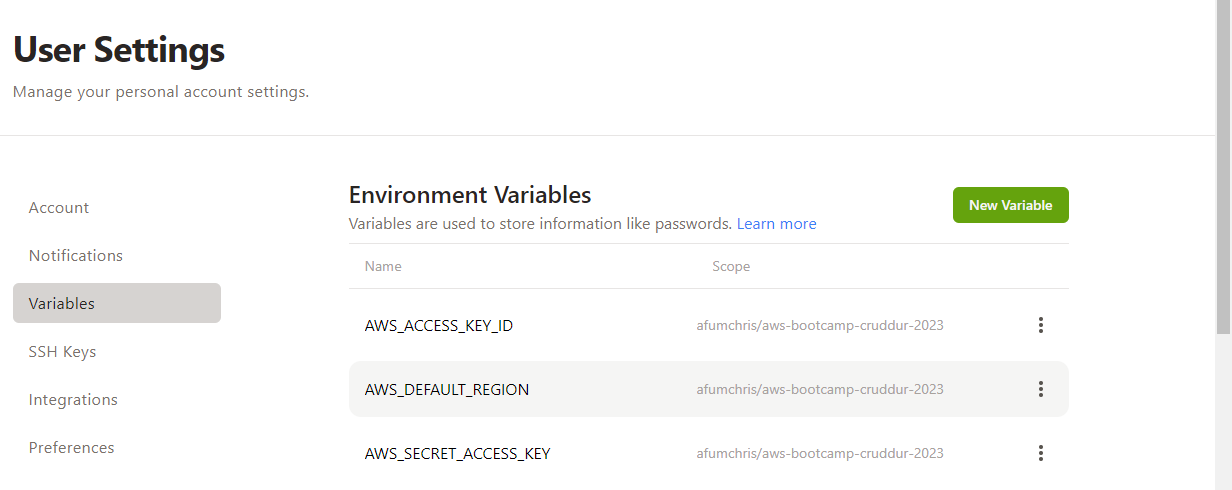 User Settings
Manage your personal account settings.
Account
Notifications
Variables
SSH Keys
Integrations
Preferences
Environment Variables
Variables are used to store information like passwords. Learn more
New Variable
Name Scope
AWS_ACCESS_KEY_ID afumchris/aws-bootcamp-cruddur-2023
AWS_DEFAULT_REGION afumchris/aws-bootcamp-cruddur-2023
AWS_SECRET_ACCESS_KEY afumchris/aws-bootcamp-cruddur-2023